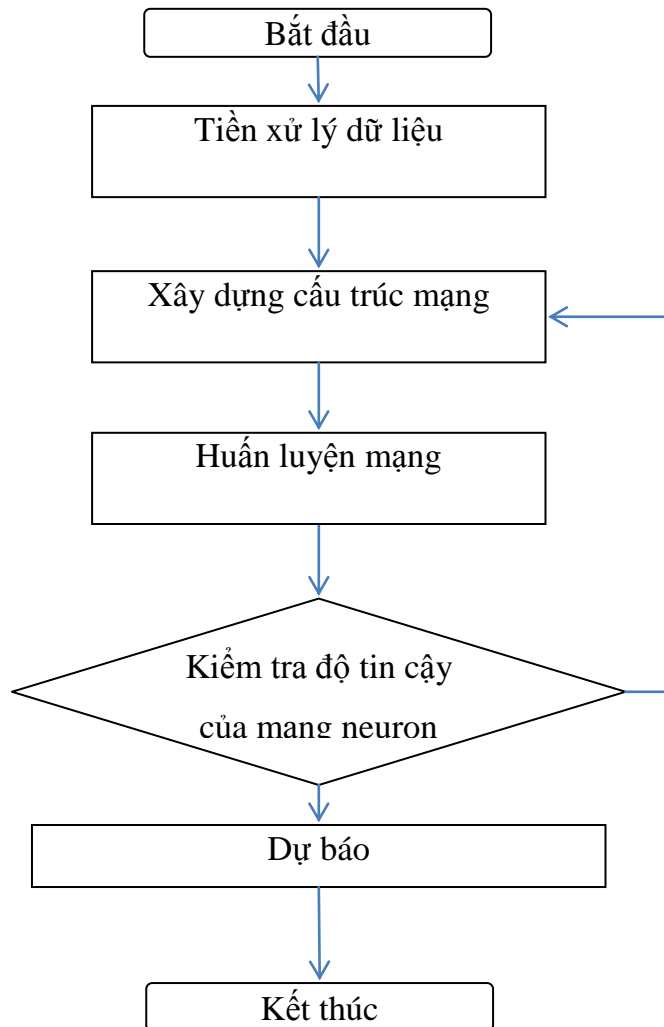 Bắt đầu
Tiền xử lý dữ liệu
Xây dựng cấu trúc mạng
Huấn luyện mạng
Kiểm tra độ tin cậy
của mạng neuron
Dự báo
Kết thúc